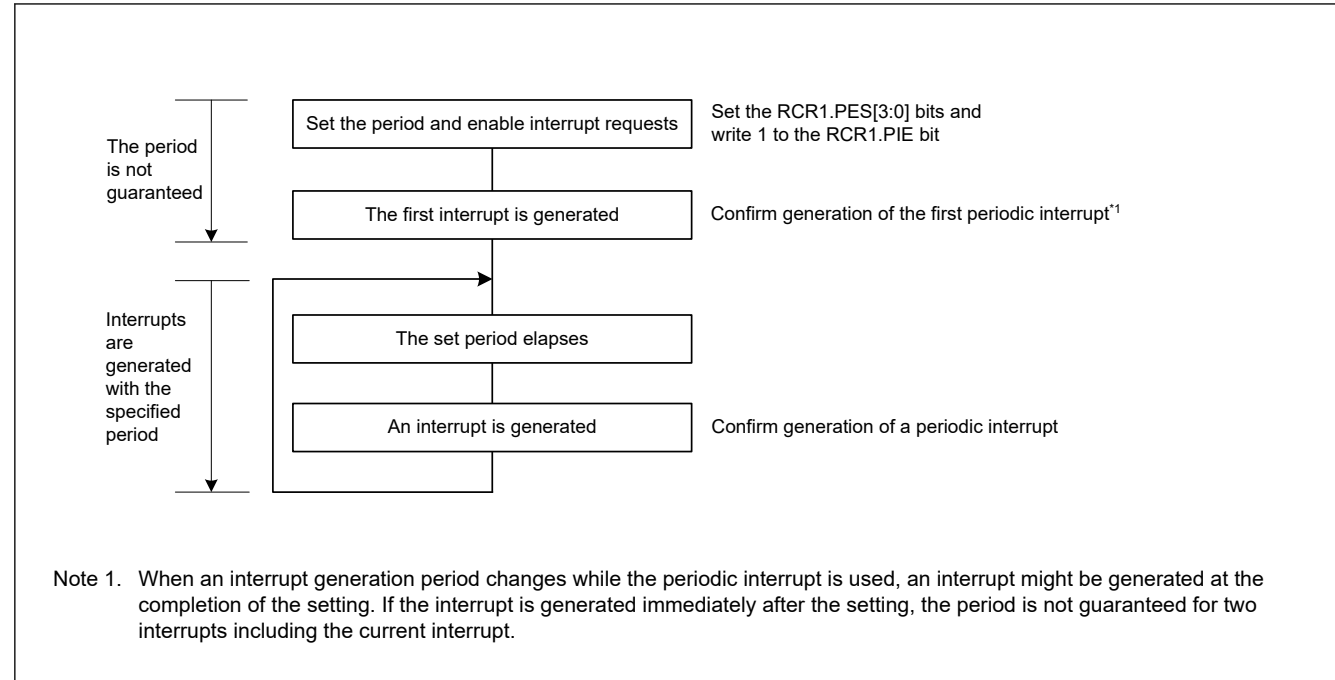 The period
is not
guaranteed
Set the period and enable interrupt requests
Set the RCR1.PES[3:0] bits and
write 1 to the RCR1.PIE bit
The first interrupt is generated
Confirm generation of the first periodic interrupt*1
Interrupts
are
generated
with the
specified
period
The set period elapses
An interrupt is generated
Confirm generation of a periodic interrupt
Note 1. When an interrupt generation period changes while the periodic interrupt is used, an interrupt might be generated at the
completion of the setting. If the interrupt is generated immediately after the setting, the period is not guaranteed for two
interrupts including the current interrupt.